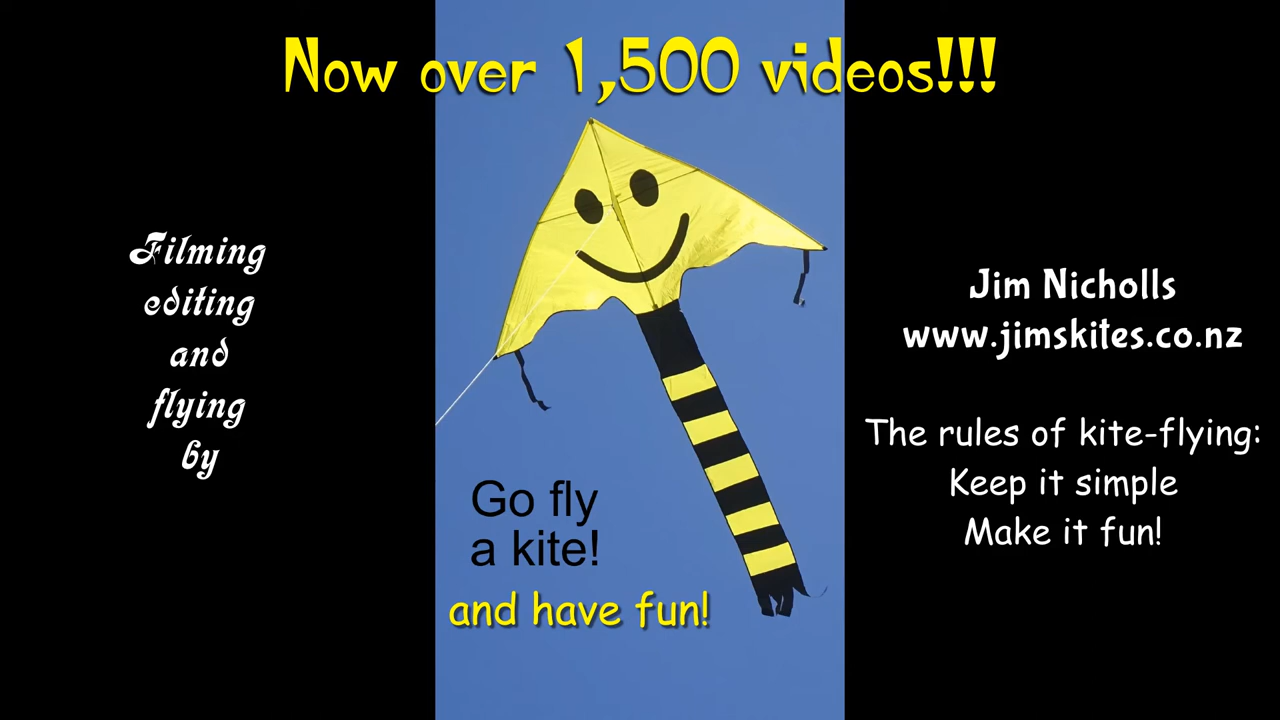 Now over 1,500 videos!!!
Filming
editing
and
flying
by
Go fly
a kite!
and have fun!
Jim Nicholls
www.jimskites.co.nz
The rules of kite-flying:
Keep it simple
Make it fun!